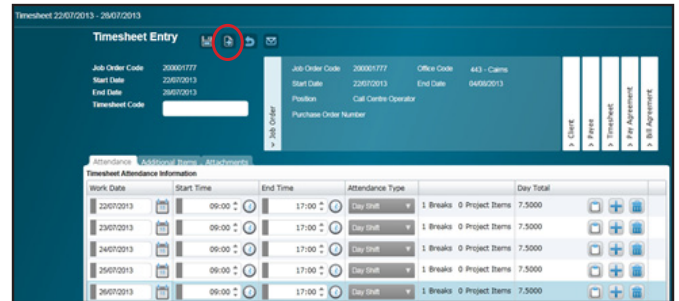 Timesheet 22/07/2013 - 28/07/2013
Timesheet Entry
Job Order Code 200001777
Start Date 22/07/2013
End Date 28/07/2013
Timesheet Code
> Job Order
Job Order Code 200001777 Office Code 443 - Cairns
Start Date 22/07/2013 End Date 04/08/2013
Position Call Centre Operator
Purchase Order Number
> Client
> Payee
> Timesheet
> Pay Agreement
> Bill Agreement
Attendance Additional Items Attachments
Timesheet Attendance Information
Work Date Start Time End Time Attendance Type Day Total
22/07/2013 09:00 17:00 Day Shift 1 Breaks 0 Project Items 7.5000
23/07/2013 09:00 17:00 Day Shift 1 Breaks 0 Project Items 7.5000
24/07/2013 09:00 17:00 Day Shift 1 Breaks 0 Project Items 7.5000
25/07/2013 09:00 17:00 Day Shift 1 Breaks 0 Project Items 7.5000
26/07/2013 09:00 17:00 Day Shift 1 Breaks 0 Project Items 7.5000